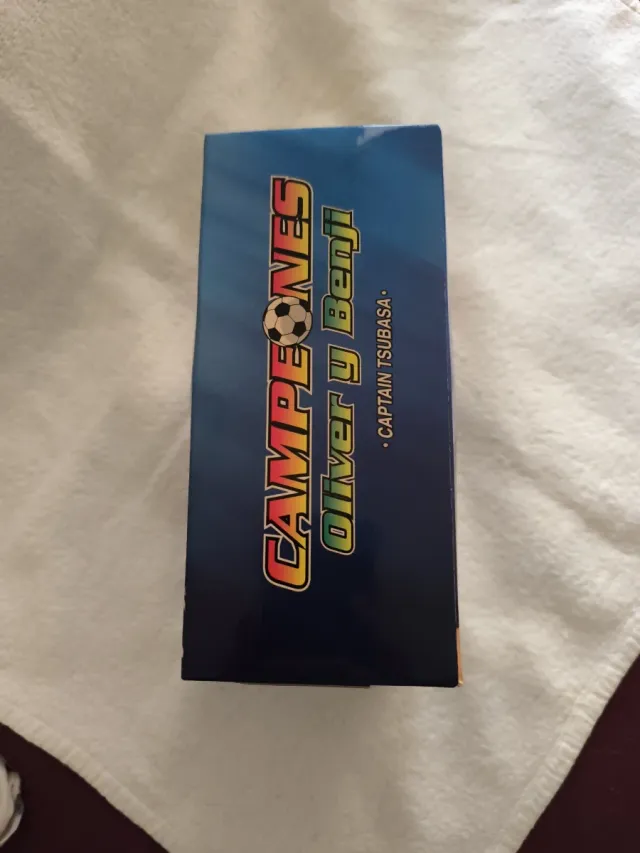 CAMPEONES
Oliver y Benji
· CAPTAIN TSUBASA ·